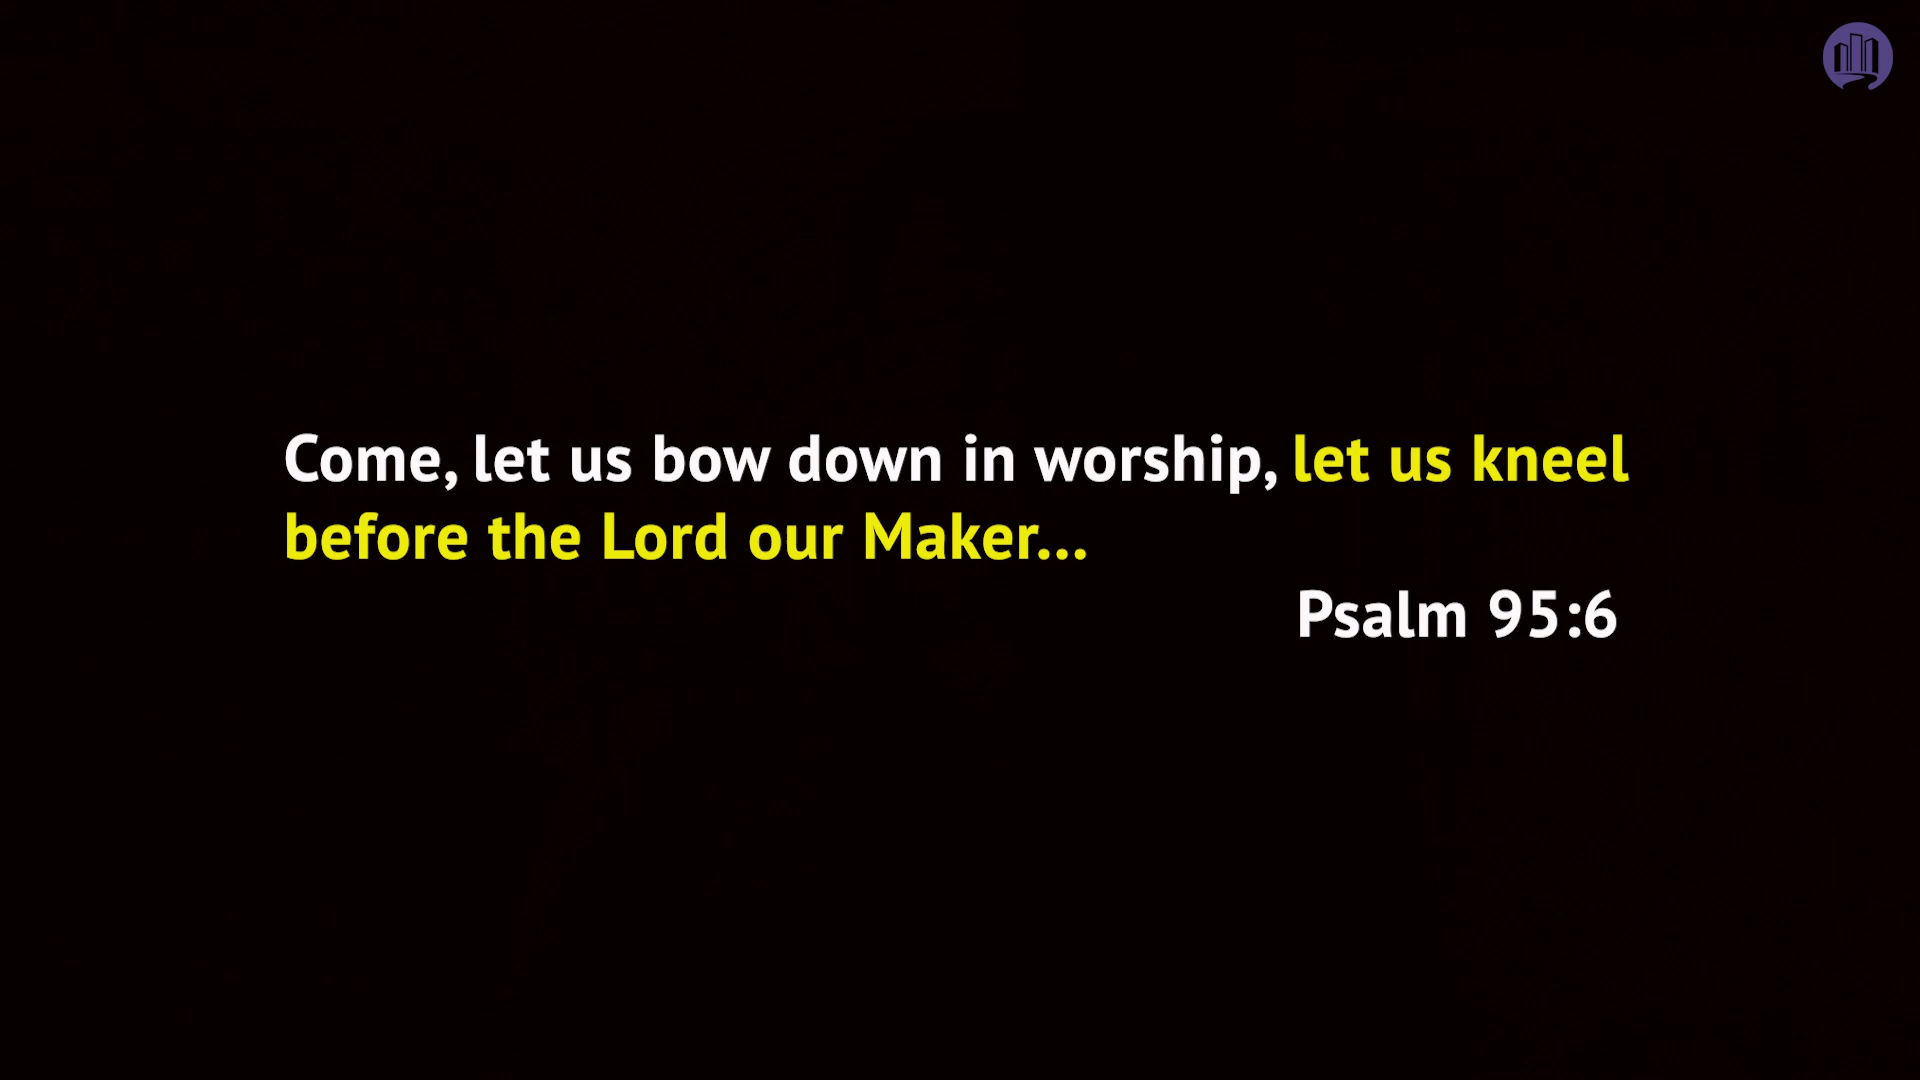 Come, let us bow down in worship, let us kneel
before the Lord our Maker...
Psalm 95:6